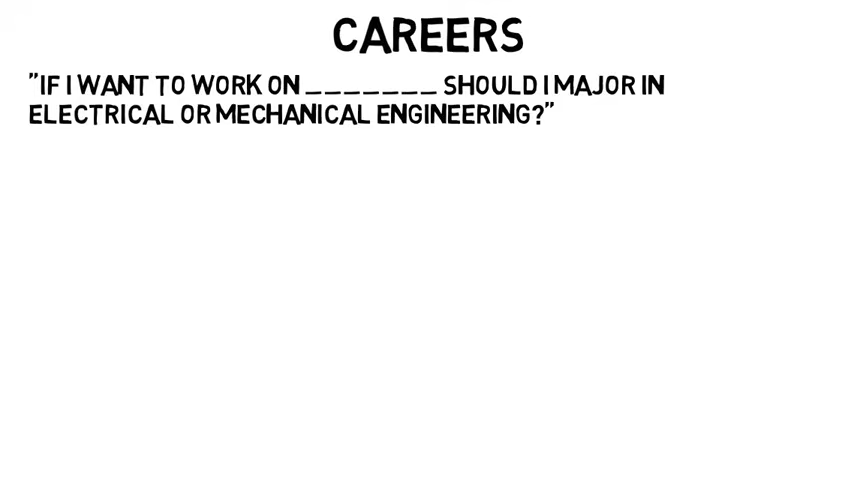 CAREERS
"IF I WANT TO WORK ON _______ SHOULD I MAJOR IN
ELECTRICAL OR MECHANICAL ENGINEERING?"